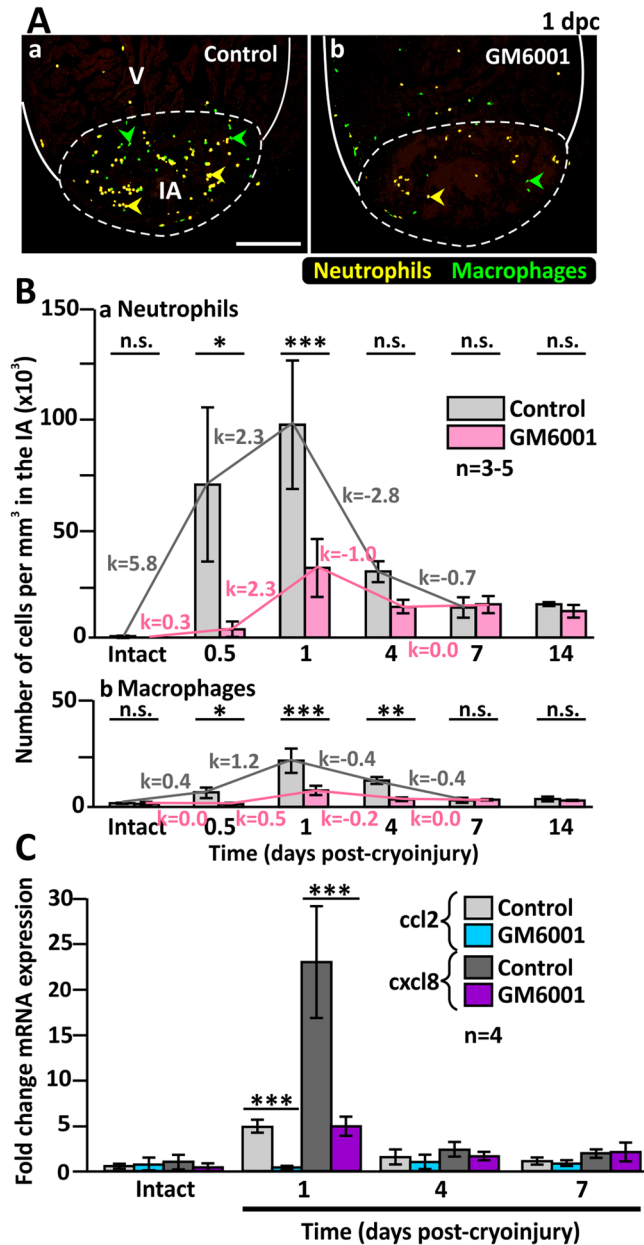 A
1 dpc
a
Control
V
IA
b
GM6001
Neutrophils Macrophages
B
a Neutrophils
Number of cells per mm³ in the IA (x10³)
150
100
50
0
n.s. * *** n.s. n.s. n.s.
Control
GM6001
n=3-5
k=5.8
k=2.3
k=-2.8
k=-0.7
k=0.3
k=2.3
k=-1.0
k=0.0
Intact 0.5 1 4 7 14
b Macrophages
50
0
n.s. * *** ** n.s. n.s.
k=0.4
k=1.2
k=-0.4
k=-0.4
k=0.0
k=0.5
k=-0.2
k=0.0
Intact 0.5 1 4 7 14
Time (days post-cryoinjury)
C
Fold change mRNA expression
30
25
20
15
10
5
0
***
***
ccl2
Control
GM6001
cxcl8
Control
GM6001
n=4
Intact 1 4 7
Time (days post-cryoinjury)